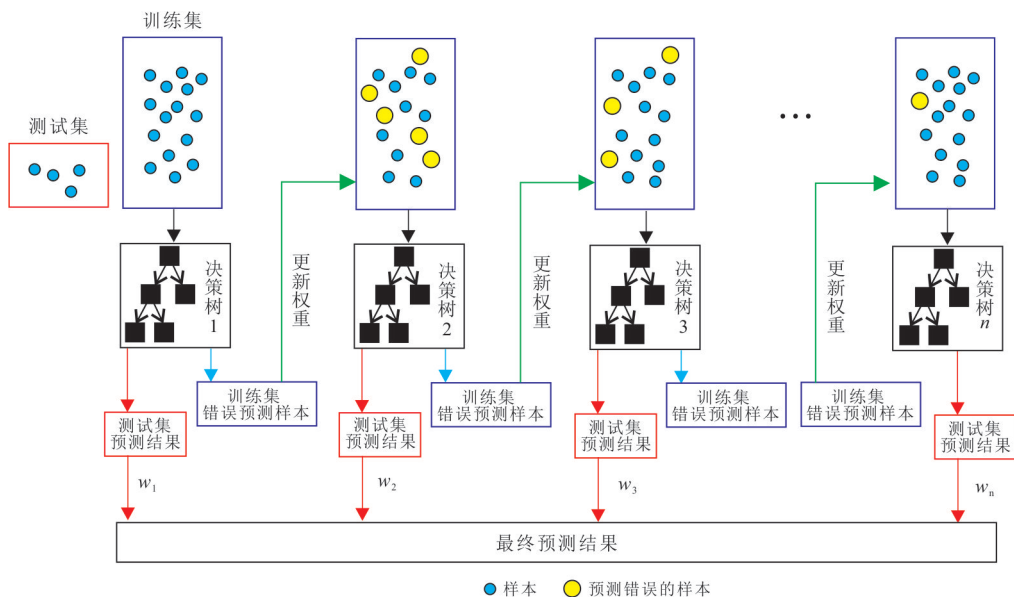 训练集
测试集
…
决策树1
更新权重
决策树2
更新权重
决策树3
更新权重
决策树n
训练集
错误预测样本
训练集
错误预测样本
训练集
错误预测样本
训练集
错误预测样本
测试集
预测结果
测试集
预测结果
测试集
预测结果
测试集
预测结果
w₁
w₂
w₃
wₙ
最终预测结果
样本
预测错误的样本